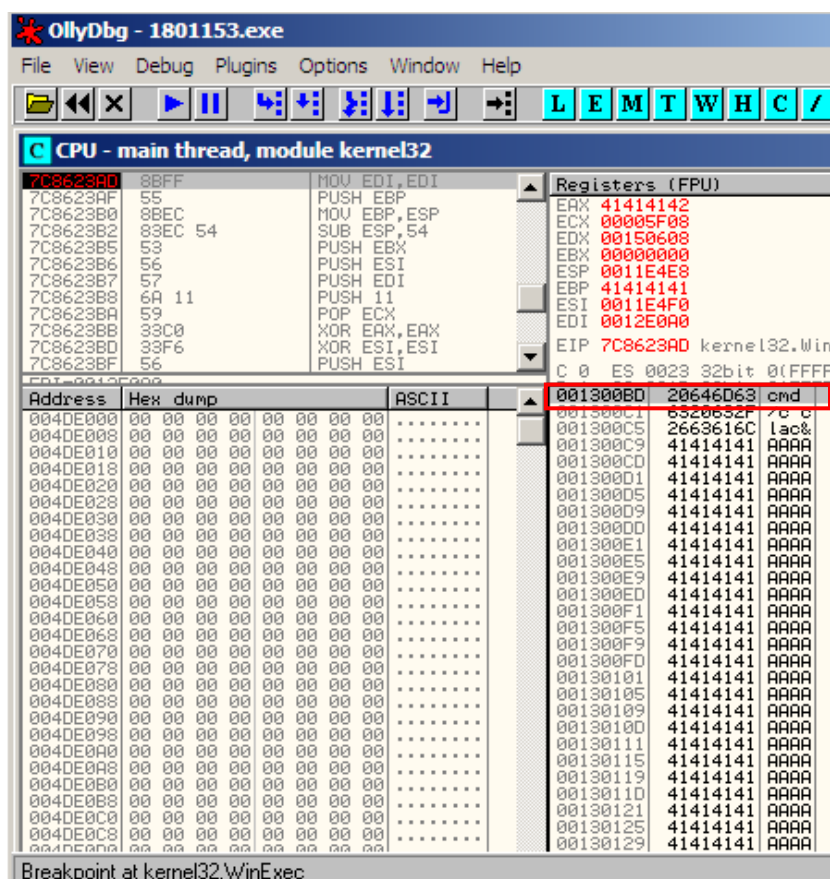 OllyDbg - 1801153.exe
File View Debug Plugins Options Window Help
L E M T W H C /
C CPU - main thread, module kernel32
7C8623AD 8BFF MOV EDI,EDI
7C8623AF 55 PUSH EBP
7C8623B0 8BEC MOV EBP,ESP
7C8623B2 83EC 54 SUB ESP,54
7C8623B5 53 PUSH EBX
7C8623B6 56 PUSH ESI
7C8623B7 57 PUSH EDI
7C8623B8 6A 11 PUSH 11
7C8623BA 59 POP ECX
7C8623BB 33C0 XOR EAX,EAX
7C8623BD 33F6 XOR ESI,ESI
7C8623BF 56 PUSH ESI
Registers (FPU)
EAX 41414142
ECX 00005F08
EDX 00150608
EBX 00000000
ESP 0011E4E8
EBP 41414141
ESI 0011E4F0
EDI 0012E0A0
EIP 7C8623AD kernel32.Win
C 0 ES 0023 32bit 0(FFFF
Address Hex dump ASCII
004DE000 00 00 00 00 00 00 00 00 ........
004DE008 00 00 00 00 00 00 00 00 ........
004DE010 00 00 00 00 00 00 00 00 ........
004DE018 00 00 00 00 00 00 00 00 ........
004DE020 00 00 00 00 00 00 00 00 ........
004DE028 00 00 00 00 00 00 00 00 ........
004DE030 00 00 00 00 00 00 00 00 ........
004DE038 00 00 00 00 00 00 00 00 ........
004DE040 00 00 00 00 00 00 00 00 ........
004DE048 00 00 00 00 00 00 00 00 ........
004DE050 00 00 00 00 00 00 00 00 ........
004DE058 00 00 00 00 00 00 00 00 ........
004DE060 00 00 00 00 00 00 00 00 ........
004DE068 00 00 00 00 00 00 00 00 ........
004DE070 00 00 00 00 00 00 00 00 ........
004DE078 00 00 00 00 00 00 00 00 ........
004DE080 00 00 00 00 00 00 00 00 ........
004DE088 00 00 00 00 00 00 00 00 ........
004DE090 00 00 00 00 00 00 00 00 ........
004DE098 00 00 00 00 00 00 00 00 ........
004DE0A0 00 00 00 00 00 00 00 00 ........
004DE0A8 00 00 00 00 00 00 00 00 ........
004DE0B0 00 00 00 00 00 00 00 00 ........
004DE0B8 00 00 00 00 00 00 00 00 ........
004DE0C0 00 00 00 00 00 00 00 00 ........
004DE0C8 00 00 00 00 00 00 00 00 ........
001300BD 20646D63 cmd
001300C1 6320632F /c c
001300C5 2663616C lac&
001300C9 41414141 AAAA
001300CD 41414141 AAAA
001300D1 41414141 AAAA
001300D5 41414141 AAAA
001300D9 41414141 AAAA
001300DD 41414141 AAAA
001300E1 41414141 AAAA
001300E5 41414141 AAAA
001300E9 41414141 AAAA
001300ED 41414141 AAAA
001300F1 41414141 AAAA
001300F5 41414141 AAAA
001300F9 41414141 AAAA
001300FD 41414141 AAAA
00130101 41414141 AAAA
00130105 41414141 AAAA
00130109 41414141 AAAA
0013010D 41414141 AAAA
00130111 41414141 AAAA
00130115 41414141 AAAA
00130119 41414141 AAAA
0013011D 41414141 AAAA
00130121 41414141 AAAA
00130125 41414141 AAAA
00130129 41414141 AAAA
Breakpoint at kernel32.WinExec